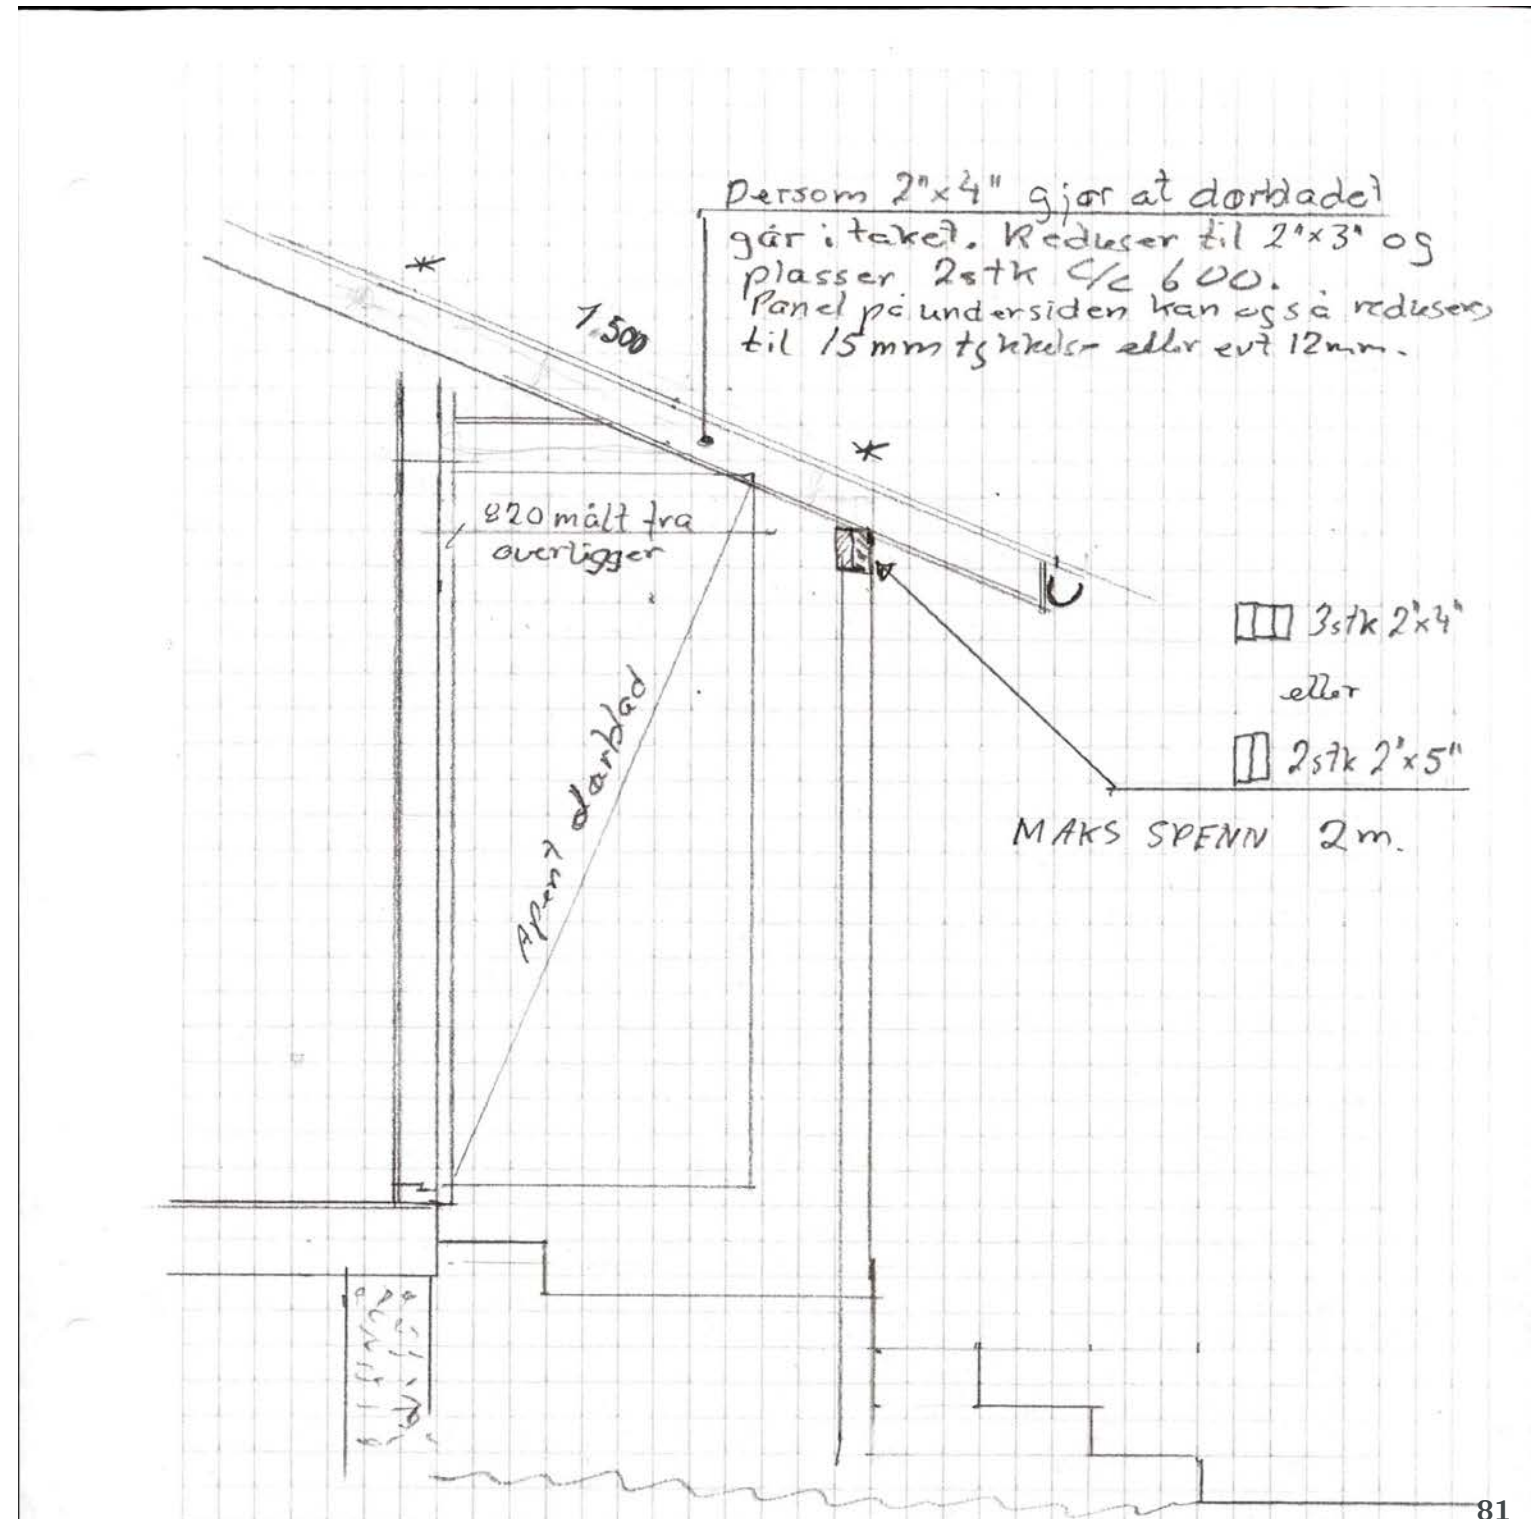 Dersom 2"x4" gjør at dørbladet
går i taket. Reduser til 2"x3" og
plasser 2stk c/c 600.
Panel på undersiden kan også reduseres
til 15mm tykkelse eller evt 12mm.
1.500
820 målt fra
overligger
3stk 2"x4"
eller
2stk 2"x5"
Åpent dørblad
MAKS SPENN 2m.
81